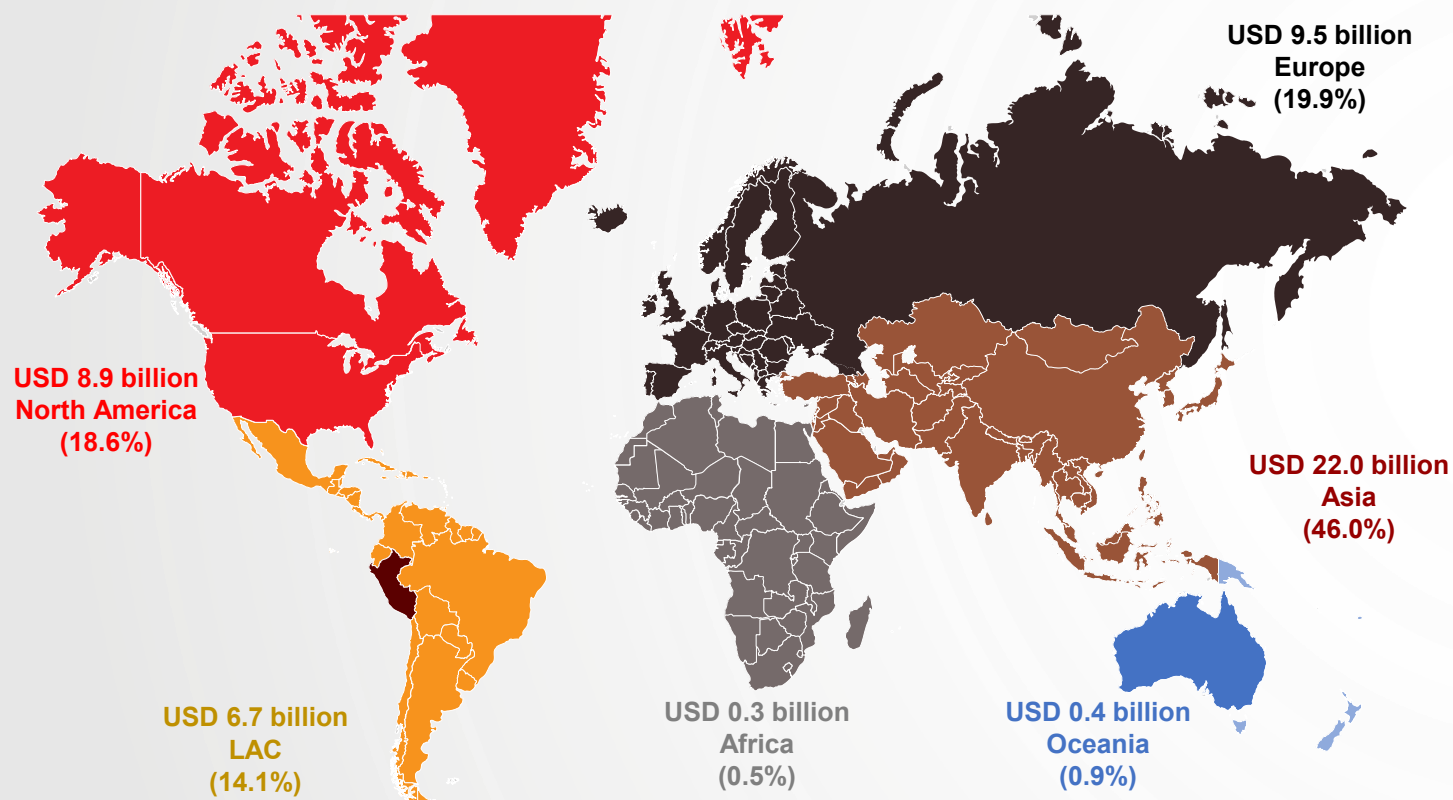 USD 9.5 billion
Europe
(19.9%)
USD 8.9 billion
North America
(18.6%)
USD 22.0 billion
Asia
(46.0%)
USD 6.7 billion
LAC
(14.1%)
USD 0.3 billion
Africa
(0.5%)
USD 0.4 billion
Oceania
(0.9%)